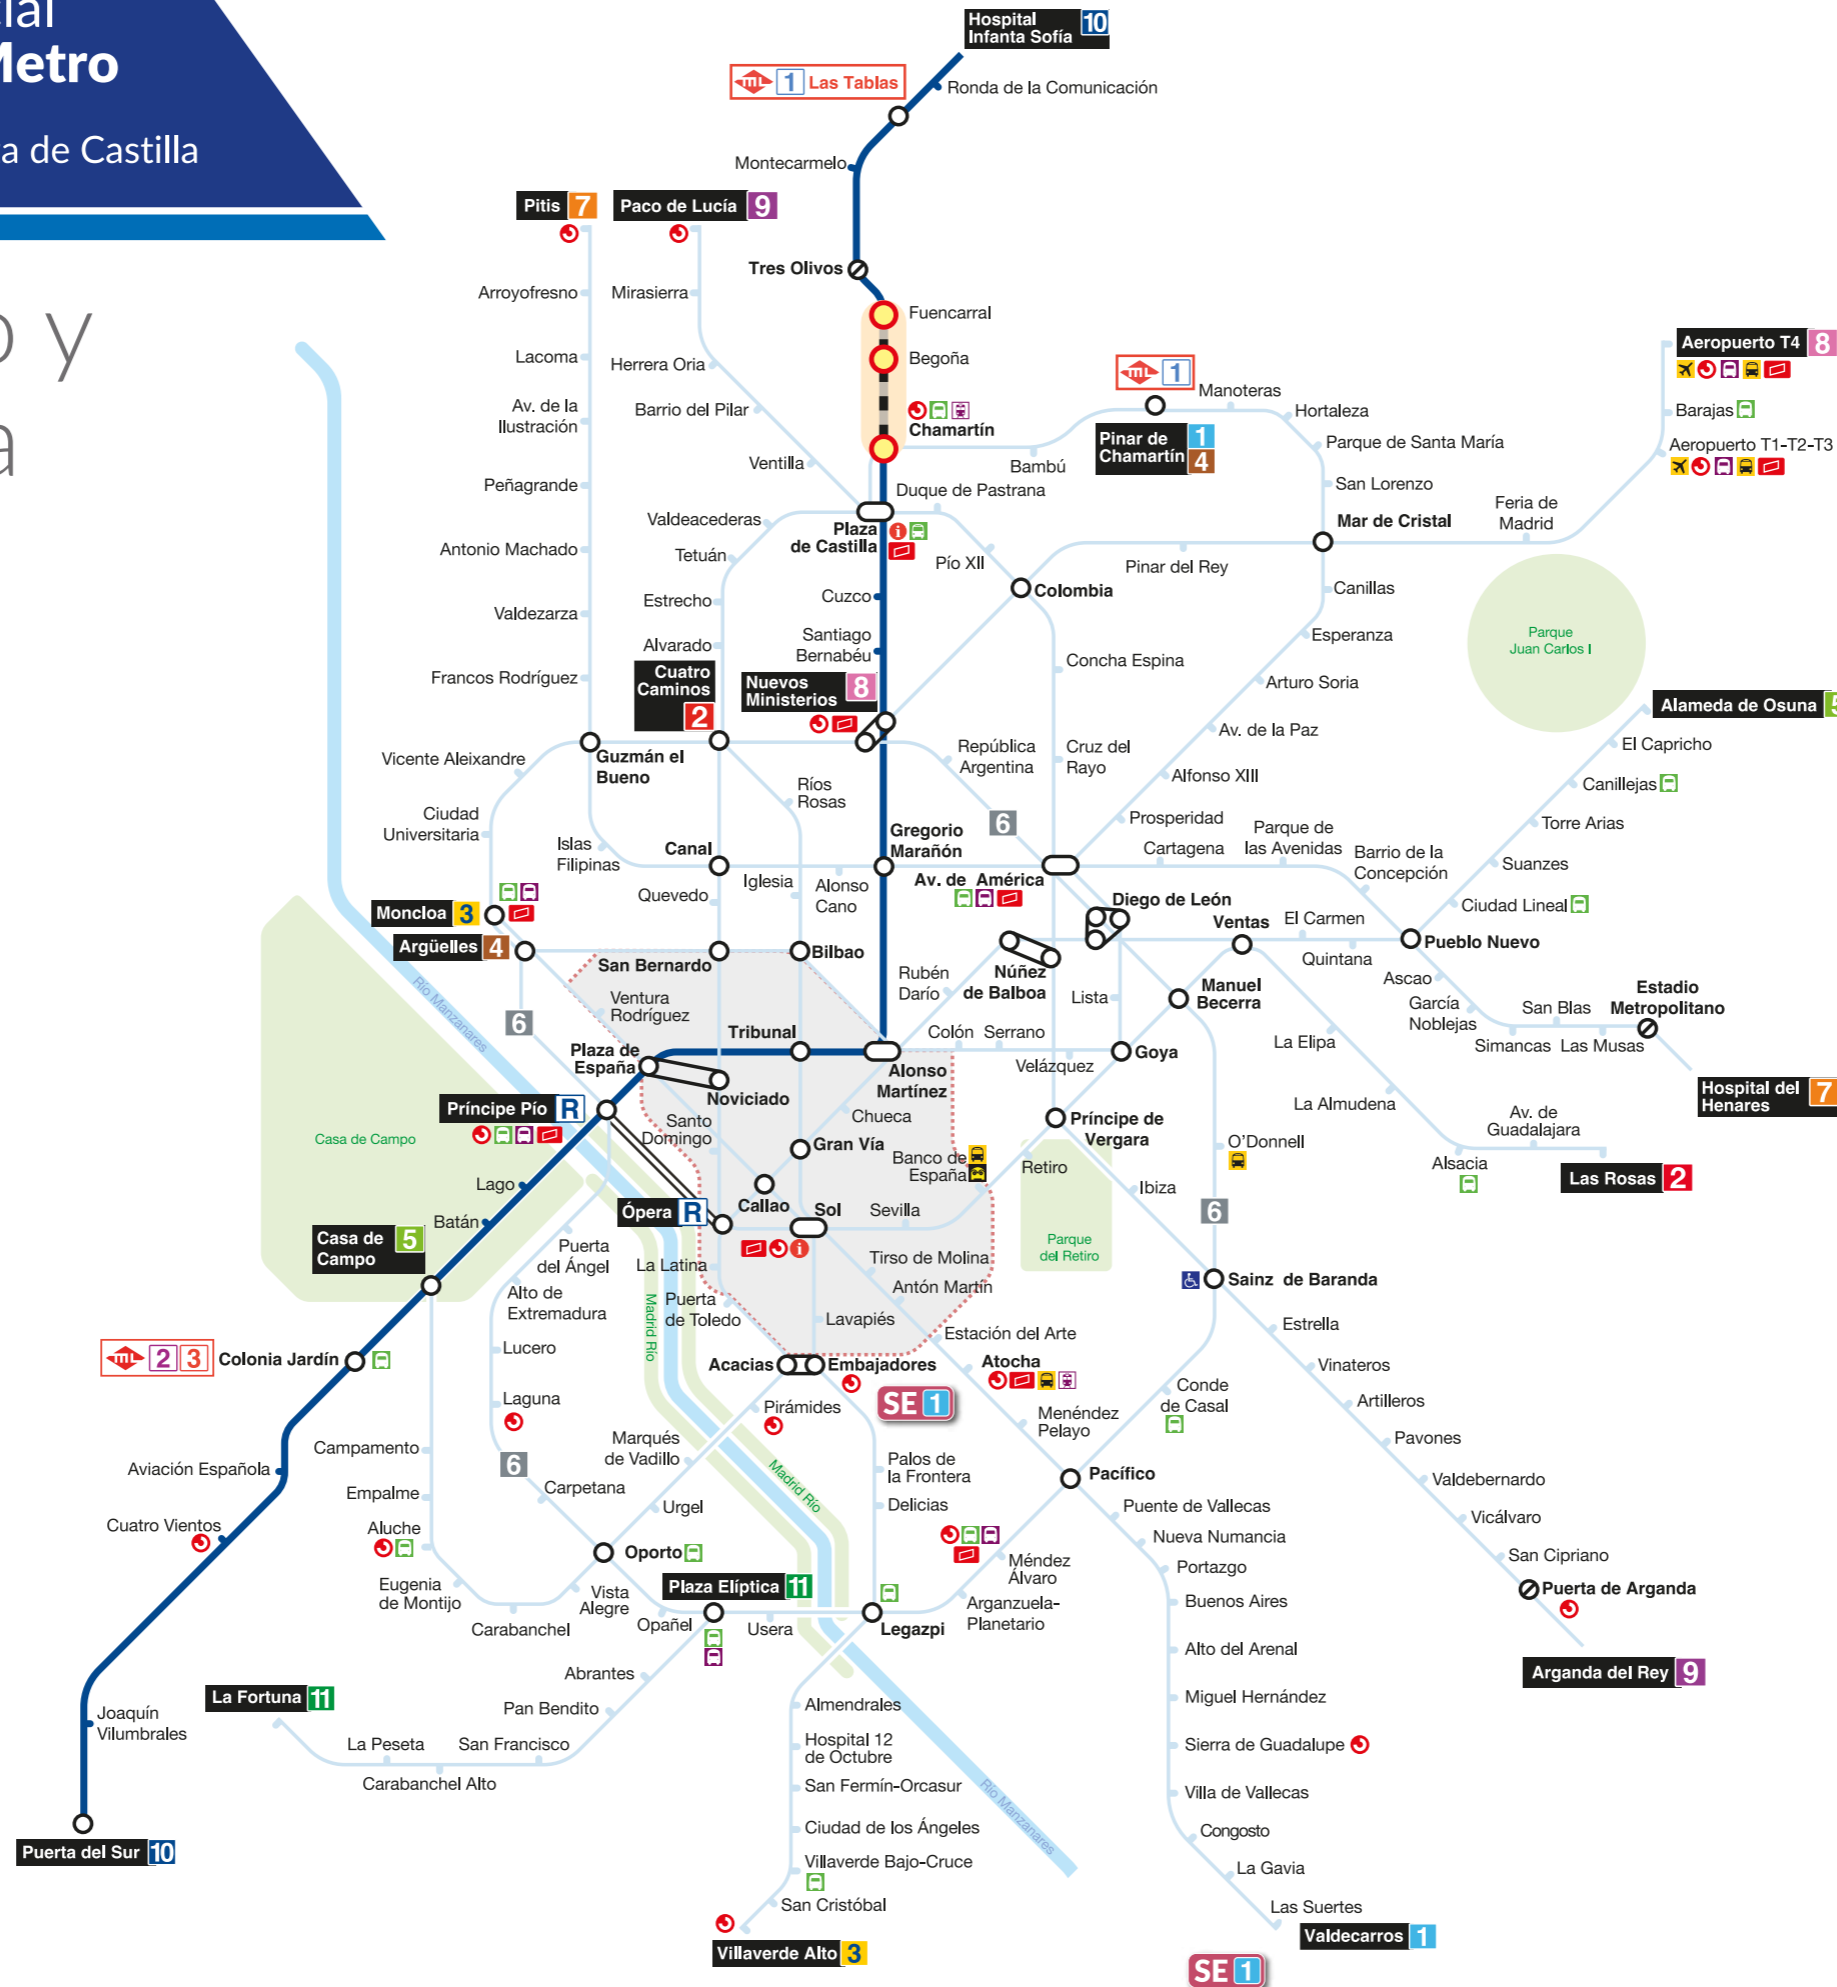 cial
Metro
a de Castilla
o y
a
Hospital
Infanta Sofía 10
1 Las Tablas
Ronda de la Comunicación
Montecarmelo
Pitis 7
Paco de Lucía 9
Tres Olivos
Arroyofresno
Mirasierra
Fuencarral
Lacoma
Herrera Oria
Begoña
Aeropuerto T4 8
1
Manoteras
Av. de la
Ilustración
Barrio del Pilar
Chamartín
Hortaleza
Barajas
Pinar de
Chamartín 1 4
Parque de Santa María
Aeropuerto T1-T2-T3
Ventilla
Bambú
Peñagrande
Duque de Pastrana
San Lorenzo
Feria de
Madrid
Valdeacederas
Plaza
de Castilla
Mar de Cristal
Antonio Machado
Tetuán
Pío XII
Pinar del Rey
Estrecho
Cuzco
Colombia
Canillas
Valdezarza
Alvarado
Santiago
Bernabéu
Esperanza
Parque
Juan Carlos I
Francos Rodríguez
Cuatro
Caminos
2
Nuevos
Ministerios 8
Concha Espina
Arturo Soria
Alameda de Osuna 5
Vicente Aleixandre
Guzmán el
Bueno
República
Argentina
Cruz del
Rayo
Av. de la Paz
El Capricho
Ríos
Rosas
Alfonso XIII
Canillejas
Ciudad
Universitaria
6
Prosperidad
Torre Arias
Islas
Filipinas
Canal
Gregorio
Marañón
Cartagena
Parque de
las Avenidas
Barrio de la
Concepción
Suanzes
Quevedo
Iglesia
Alonso
Cano
Av. de América
Diego de León
Ciudad Lineal
Moncloa 3
Ventas
El Carmen
Argüelles 4
San Bernardo
Bilbao
Pueblo Nuevo
Quintana
Rubén
Darío
Núñez
de Balboa
Lista
Manuel
Becerra
Ascao
Río Manzanares
Ventura
Rodríguez
García
Noblejas
San Blas
Estadio
Metropolitano
6
Tribunal
Colón
Serrano
Simancas
Las Musas
Plaza de
España
Alonso
Martínez
Velázquez
Goya
La Elipa
Noviciado
Hospital del
Henares 7
Príncipe Pío R
Santo
Domingo
Chueca
Príncipe de
Vergara
La Almudena
Av. de
Guadalajara
Casa de Campo
Gran Vía
Banco de
España
Retiro
O'Donnell
Alsacia
Las Rosas 2
Lago
Callao
Ibiza
Ópera R
Sol
Sevilla
6
Batán
Casa de
Campo 5
Puerta
del Ángel
La Latina
Tirso de Molina
Parque
del Retiro
Alto de
Extremadura
Puerta
de Toledo
Antón Martín
Sainz de Baranda
Madrid Río
Lavapiés
Estación del Arte
Estrella
Lucero
2 3 Colonia Jardín
Acacias
Embajadores
Atocha
Vinateros
Laguna
SE 1
Conde
de Casal
Artilleros
Pirámides
Menéndez
Pelayo
Campamento
Marqués
de Vadillo
Pavones
Aviación Española
6
Palos de
la Frontera
Pacífico
Valdebernardo
Empalme
Carpetana
Madrid Río
Delicias
Puente de Vallecas
Cuatro Vientos
Aluche
Urgel
Nueva Numancia
Vicálvaro
Oporto
Méndez
Álvaro
Portazgo
San Cipriano
Eugenia
de Montijo
Vista
Alegre
Plaza Elíptica 11
Arganzuela-
Planetario
Buenos Aires
Puerta de Arganda
Carabanchel
Opañel
Usera
Legazpi
Alto del Arenal
Abrantes
Arganda del Rey 9
La Fortuna 11
Pan Bendito
Almendrales
Miguel Hernández
Joaquín
Vilumbrales
La Peseta
San Francisco
Hospital 12
de Octubre
Sierra de Guadalupe
Carabanchel Alto
San Fermín-Orcasur
Río Manzanares
Villa de Vallecas
Puerta del Sur 10
Ciudad de los Ángeles
Congosto
Villaverde Bajo-Cruce
La Gavia
San Cristóbal
Las Suertes
Villaverde Alto 3
Valdecarros 1
SE 1